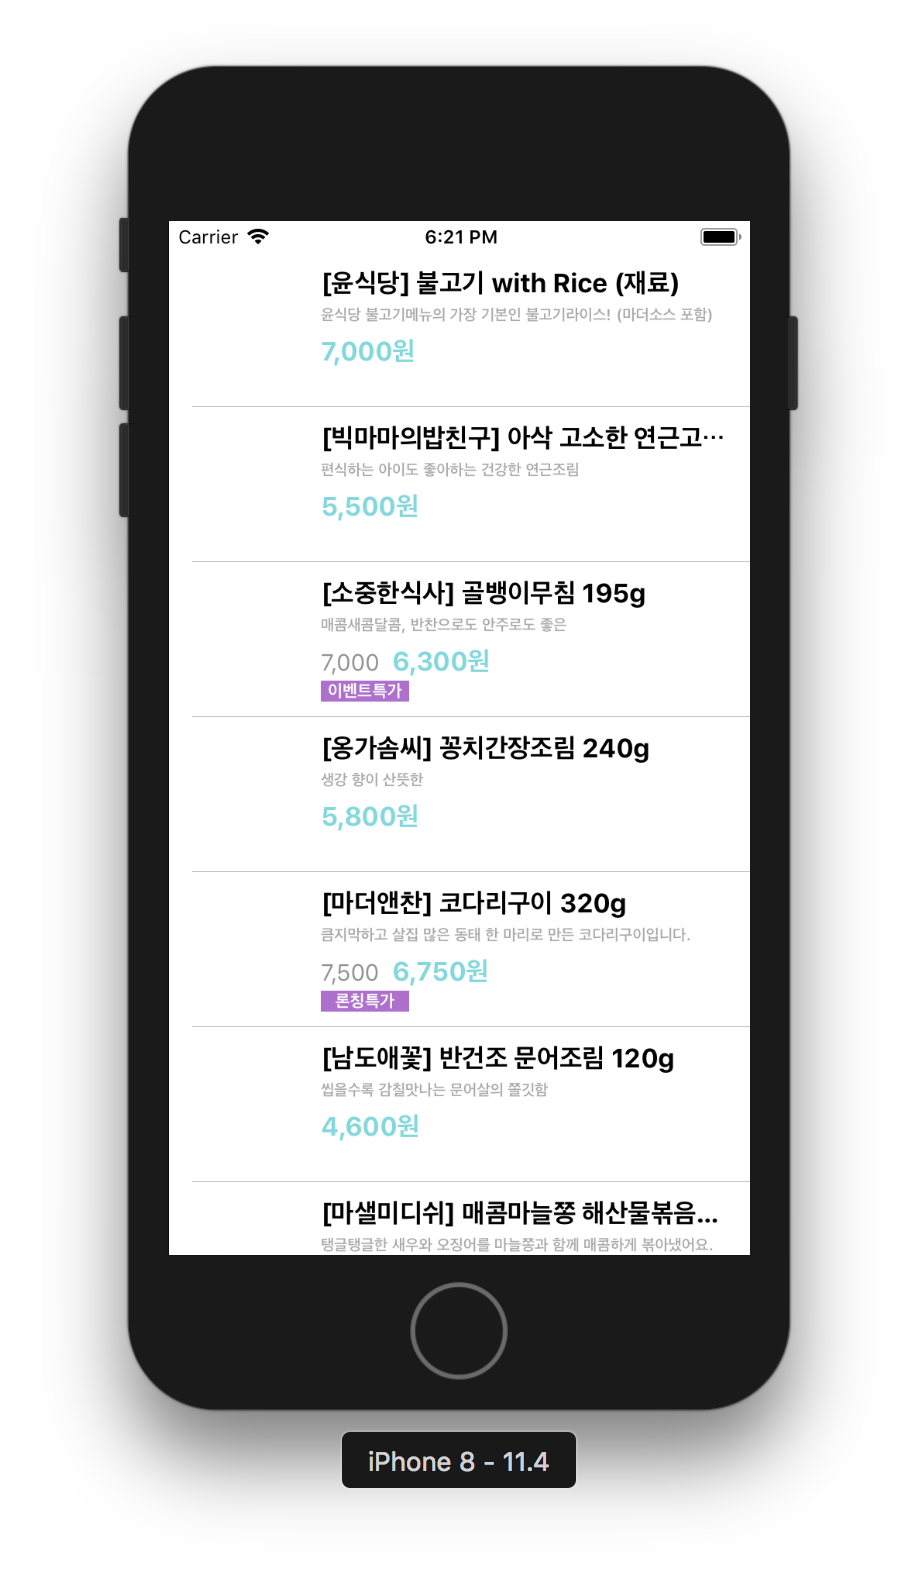 Carrier 6:21 PM
[윤식당] 불고기 with Rice (재료)
윤식당 불고기메뉴의 가장 기본인 불고기라이스! (마더소스 포함)
7,000원
[빅마마의밥친구] 아삭 고소한 연근고…
편식하는 아이도 좋아하는 건강한 연근조림
5,500원
[소중한식사] 골뱅이무침 195g
매콤새콤달콤, 반찬으로도 안주로도 좋은
7,000 6,300원
이벤트특가
[옹가솜씨] 꽁치간장조림 240g
생강 향이 산뜻한
5,800원
[마더앤찬] 코다리구이 320g
큼지막하고 살집 많은 동태 한 마리로 만든 코다리구이입니다.
7,500 6,750원
론칭특가
[남도애꽃] 반건조 문어조림 120g
씹을수록 감칠맛나는 문어살의 쫄깃함
4,600원
[마샐미디쉬] 매콤마늘쫑 해산물볶음...
탱글탱글한 새우와 오징어를 마늘쫑과 함께 매콤하게 볶아냈어요.
iPhone 8 - 11.4